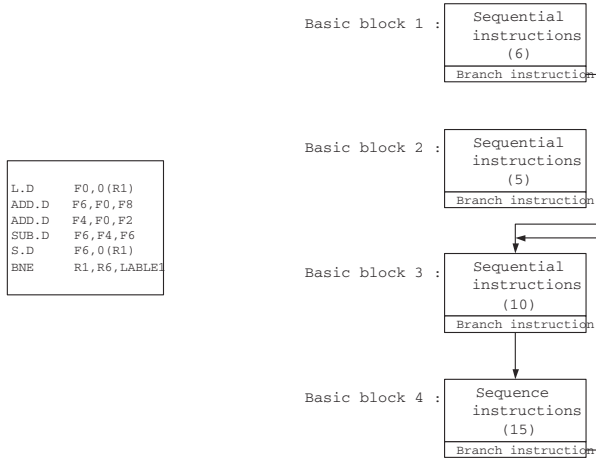 L.D F0,0(R1)
ADD.D F6,F0,F8
ADD.D F4,F0,F2
SUB.D F6,F4,F6
S.D F6,0(R1)
BNE R1,R6,LABLE1
Basic block 1 :
Sequential
instructions
(6)
Branch instruction
Basic block 2 :
Sequential
instructions
(5)
Branch instruction
Basic block 3 :
Sequential
instructions
(10)
Branch instruction
Basic block 4 :
Sequence
instructions
(15)
Branch instruction